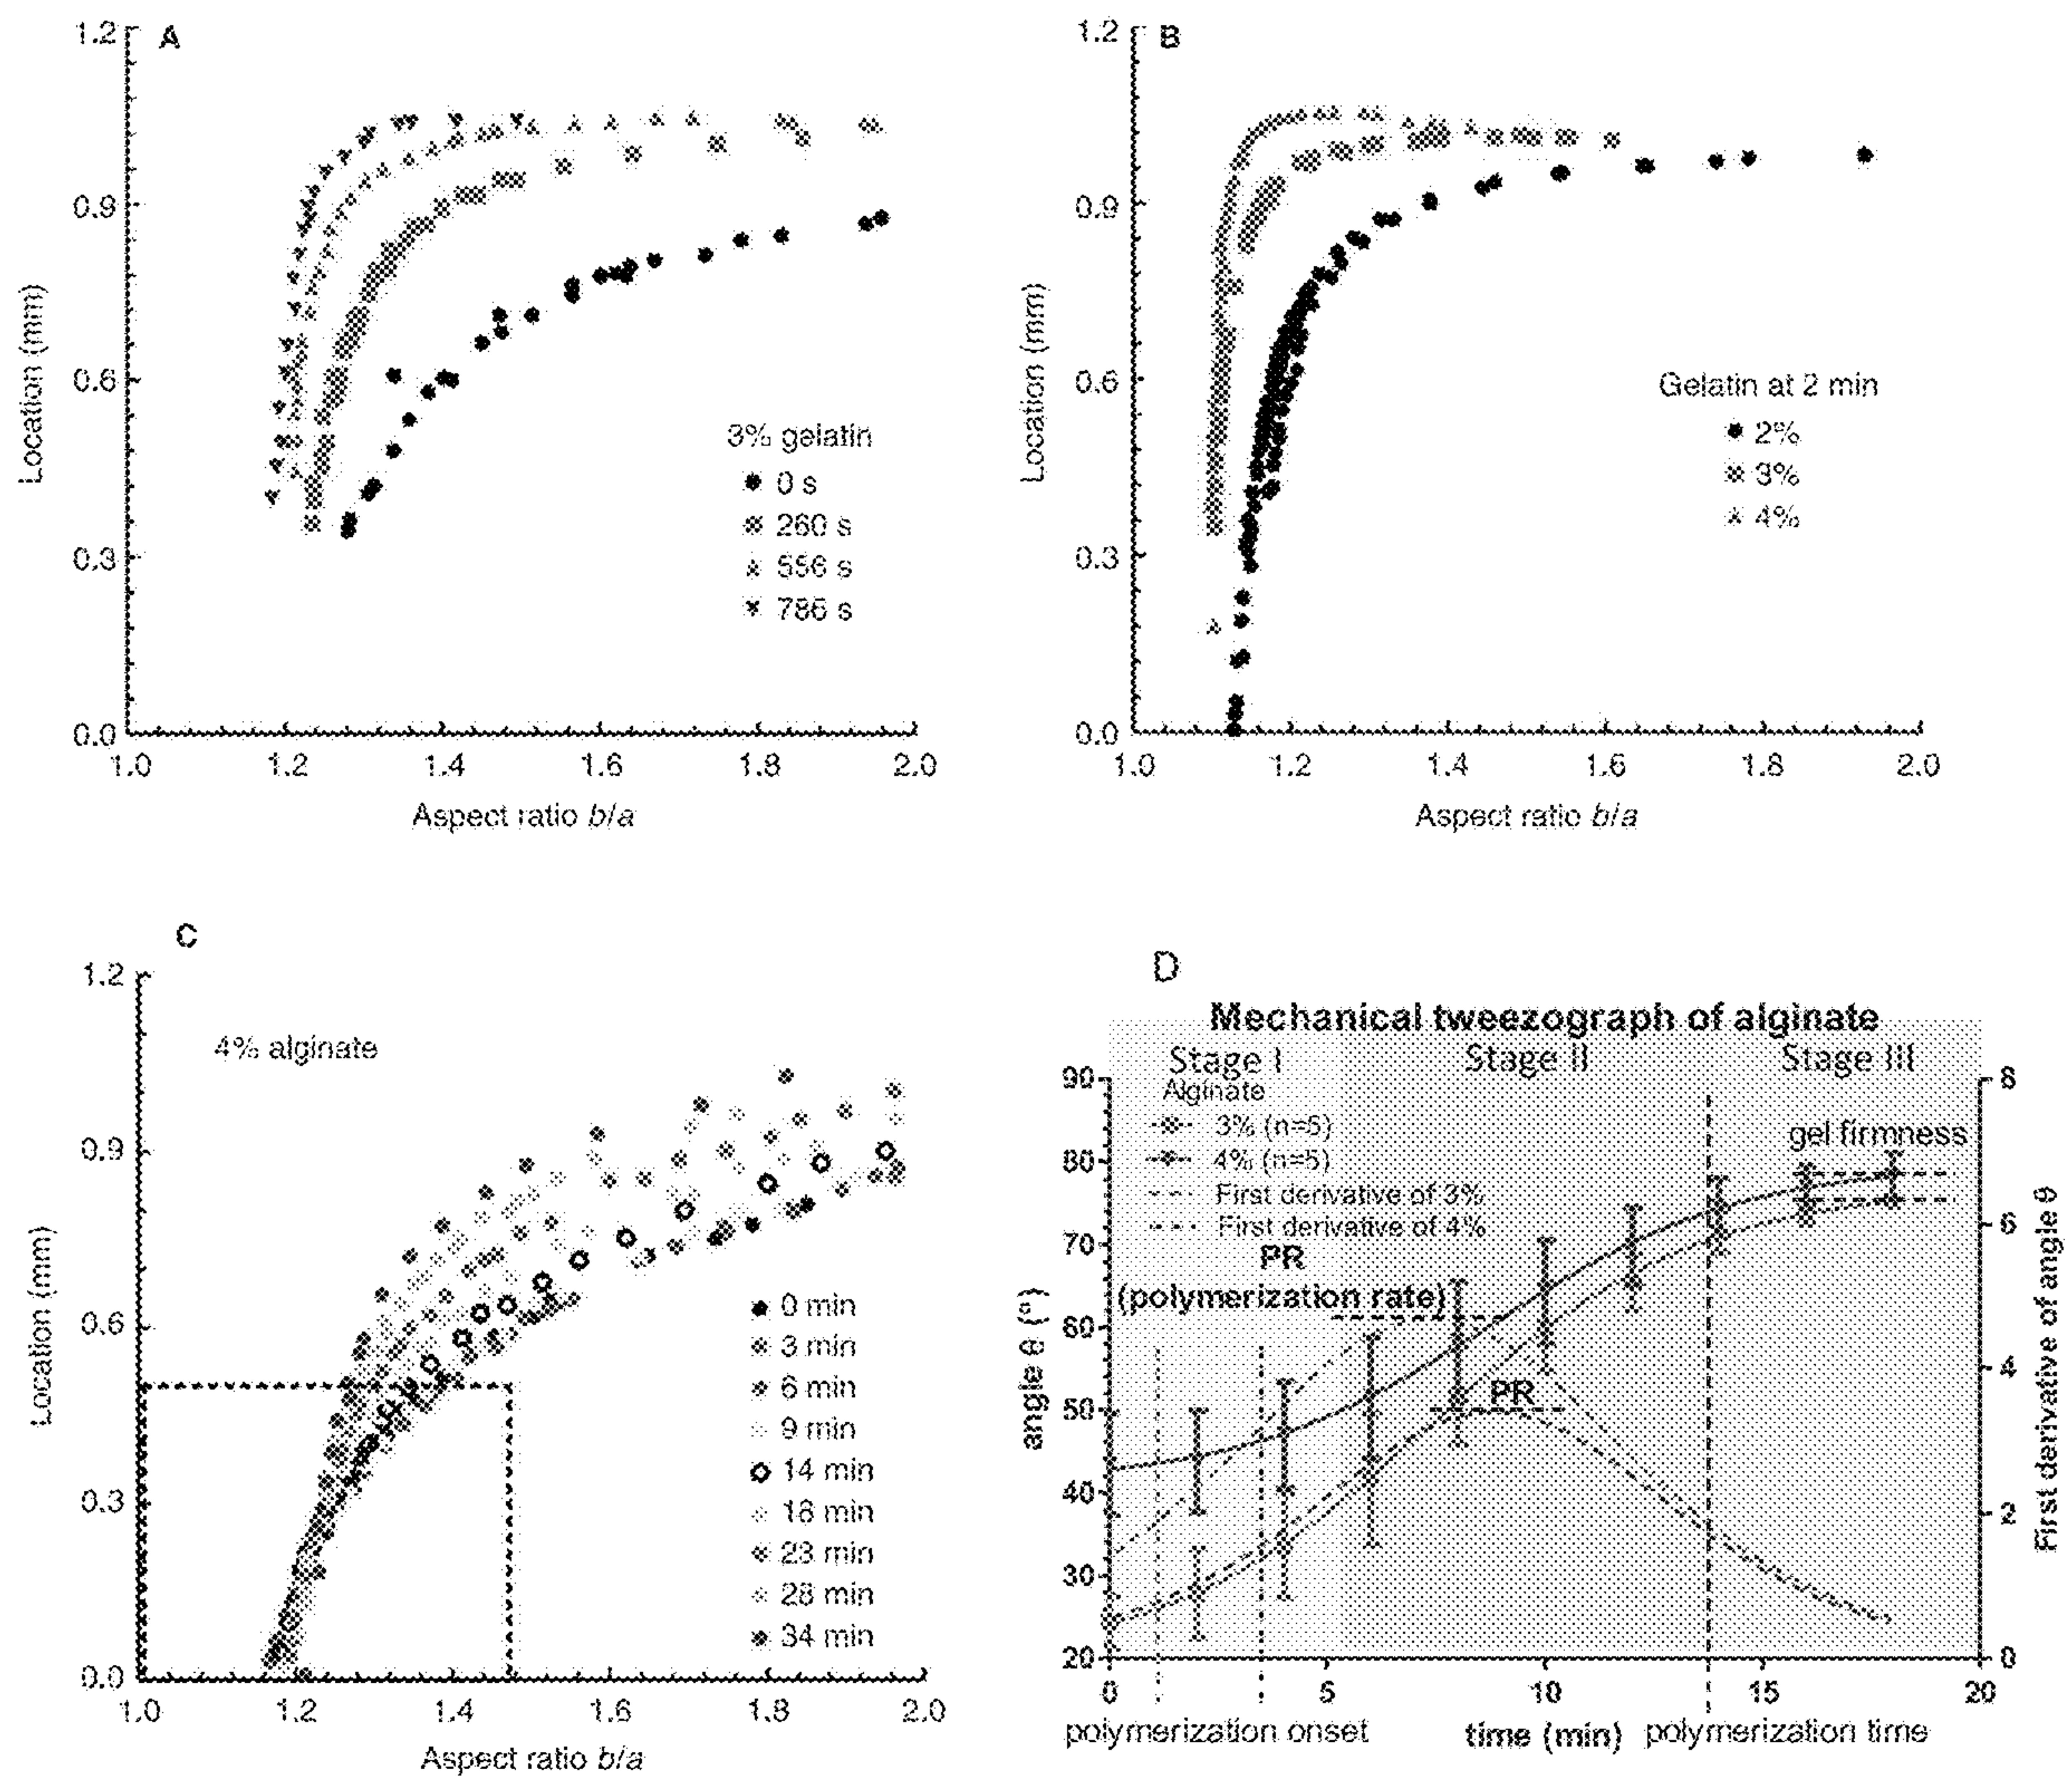 A
1.2
0.9
0.6
0.3
0.0
Location (mm)
3% gelatin
0 s
260 s
556 s
786 s
1.0 1.2 1.4 1.6 1.8 2.0
Aspect ratio b/a
B
1.2
0.9
0.6
0.3
0.0
Location (mm)
Gelatin at 2 min
2%
3%
4%
1.0 1.2 1.4 1.6 1.8 2.0
Aspect ratio b/a
C
1.2
0.9
0.6
0.3
0.0
Location (mm)
4% alginate
0 min
3 min
6 min
9 min
14 min
18 min
23 min
28 min
34 min
1.0 1.2 1.4 1.6 1.8 2.0
Aspect ratio b/a
D
Mechanical tweezograph of alginate
Stage I Stage II Stage III
90
80
70
60
50
40
30
20
angle θ (°)
Alginate
3% (n=5)
4% (n=5)
First derivative of 3%
First derivative of 4%
PR
(polymerization rate)
PR
gel firmness
8
6
4
2
0
First derivative of angle θ
0 5 10 15 20
polymerization onset time (min) polymerization time